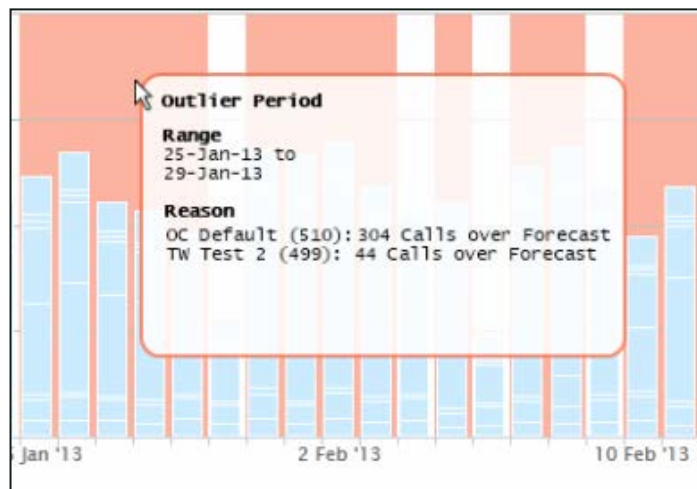 Outlier Period
Range
25-Jan-13 to
29-Jan-13
Reason
OC Default (510): 304 Calls over Forecast
TW Test 2 (499): 44 Calls over Forecast
Jan '13
2 Feb '13
10 Feb '13